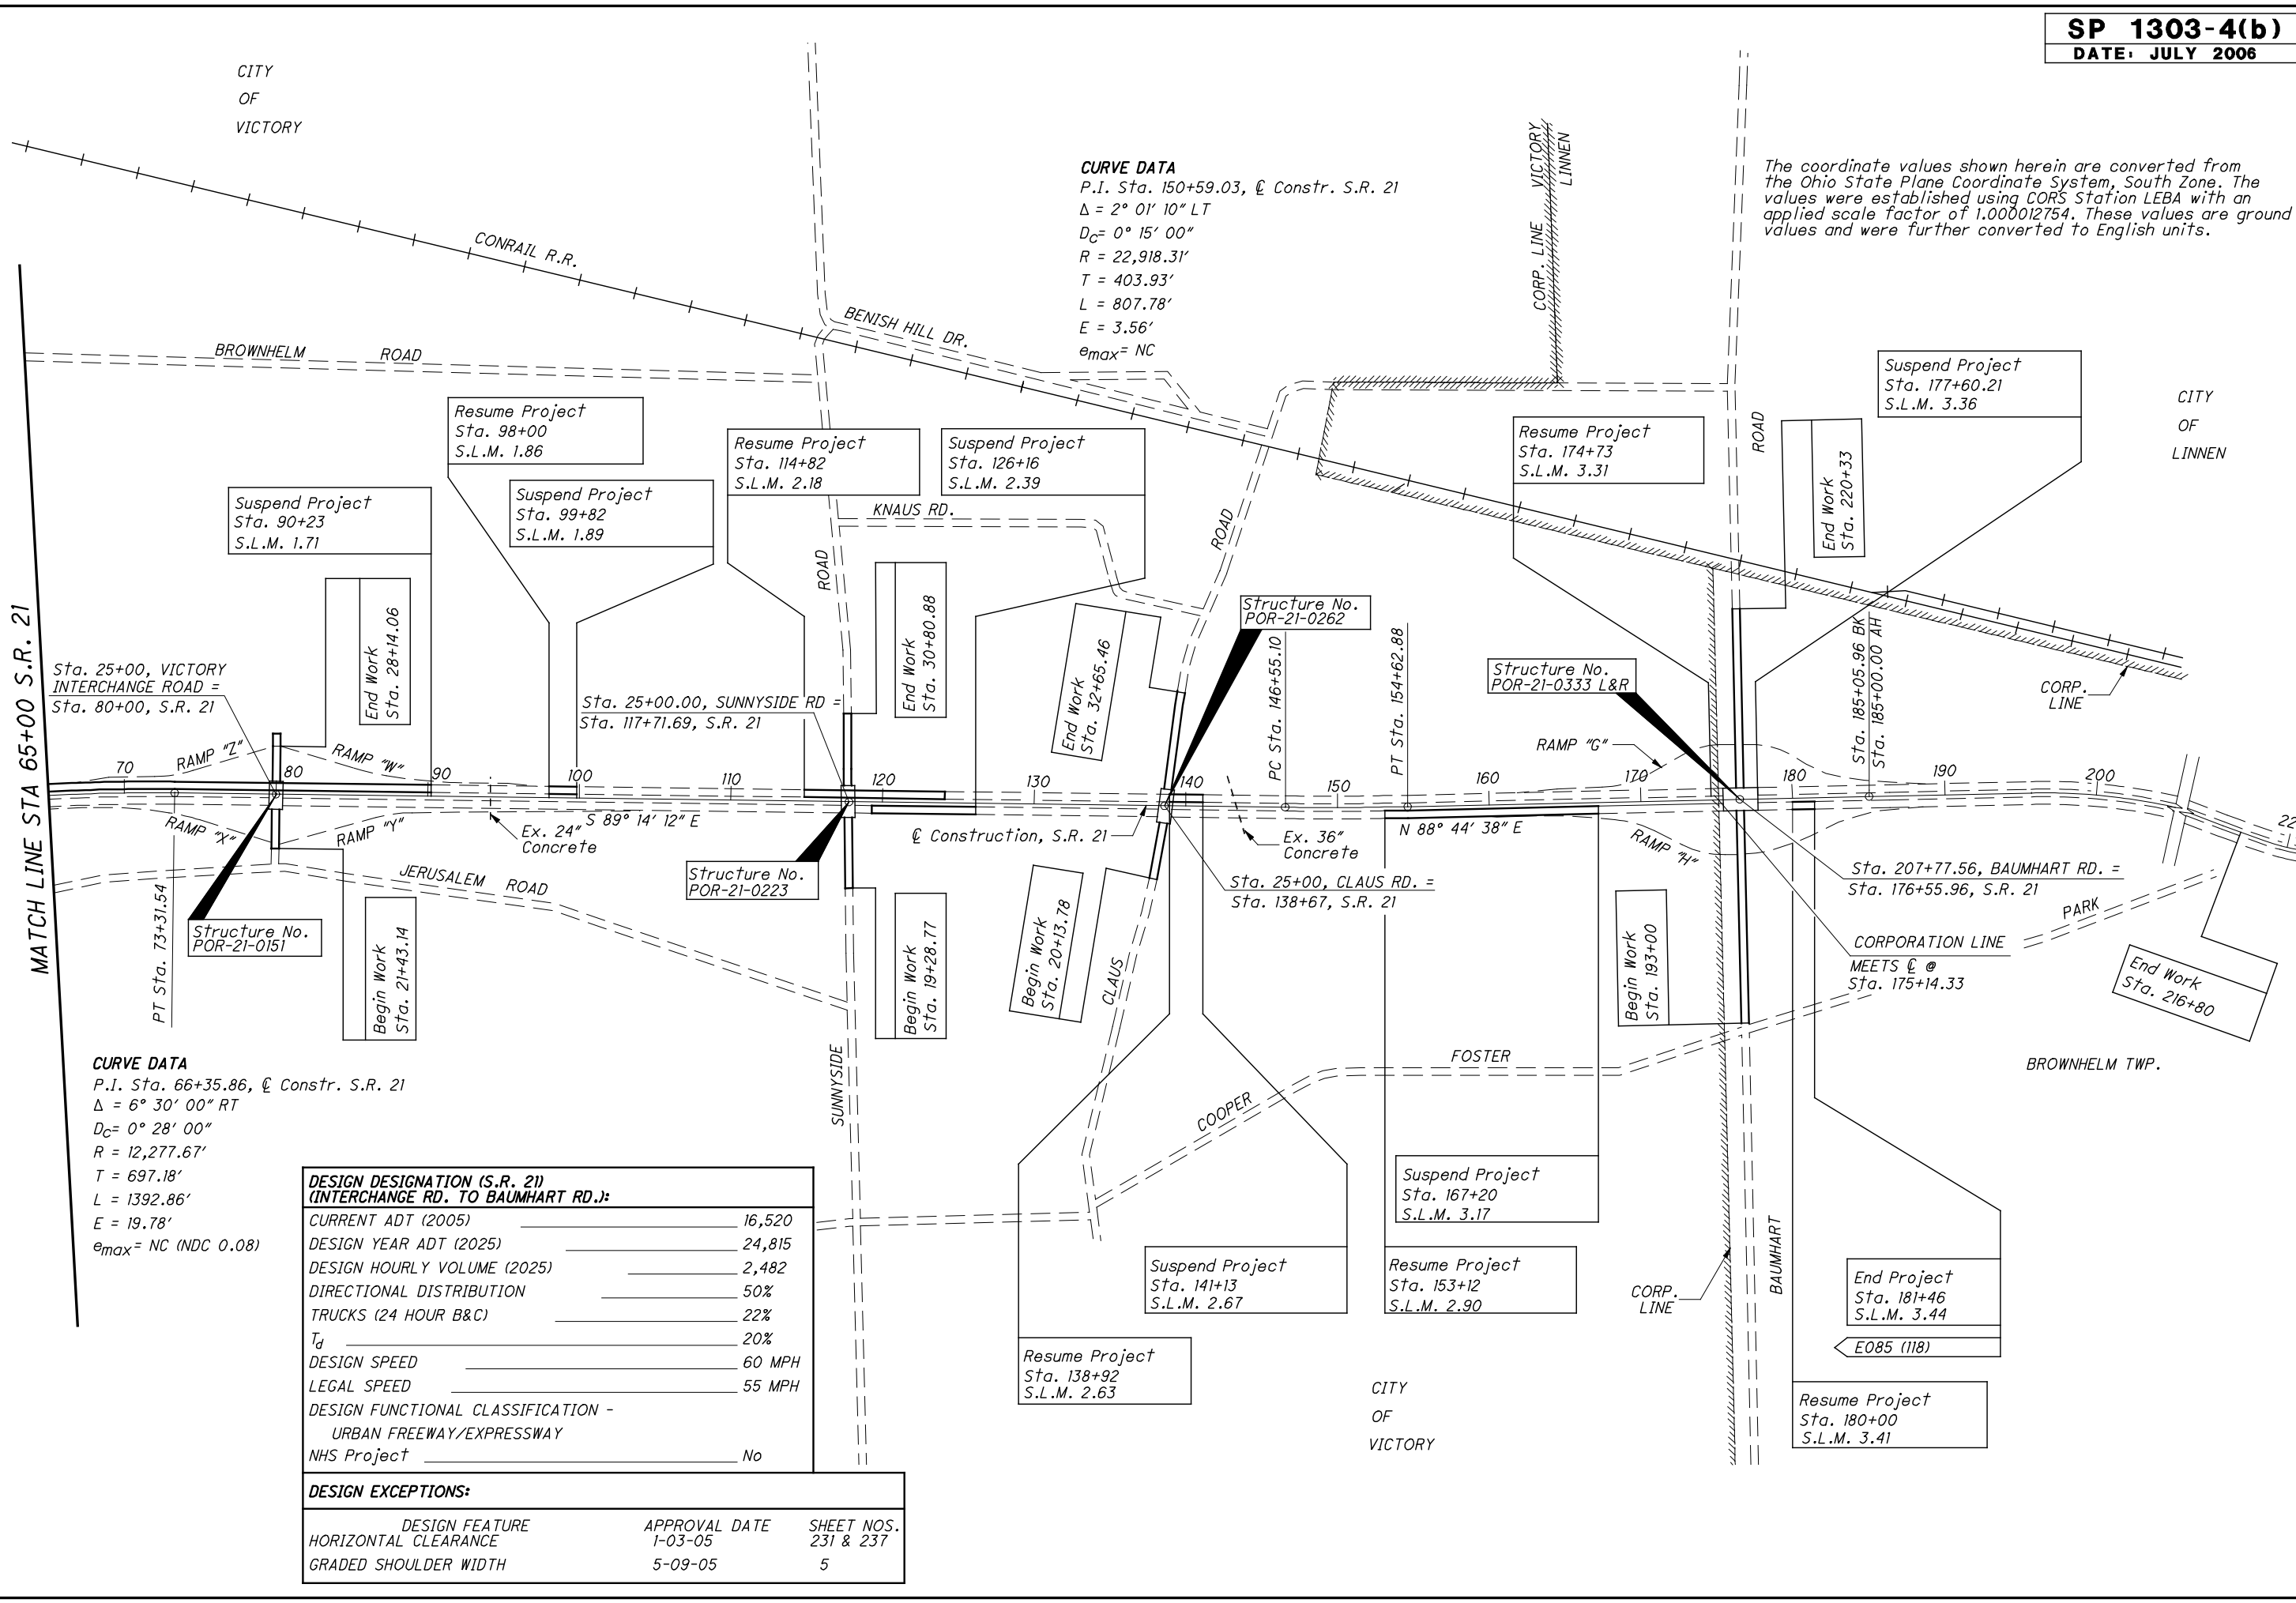 SP 1303-4(b)
DATE: JULY 2006
CITY
OF
VICTORY
CONRAIL R.R.
BROWNHELM ROAD
BENISH HILL DR.
CURVE DATA
P.I. Sta. 150+59.03, ℄ Constr. S.R. 21
Δ = 2° 01' 10" LT
Dc= 0° 15' 00"
R = 22,918.31'
T = 403.93'
L = 807.78'
E = 3.56'
emax= NC
CORP. LINE VICTORY
LINNEN
The coordinate values shown herein are converted from
the Ohio State Plane Coordinate System, South Zone. The
values were established using CORS Station LEBA with an
applied scale factor of 1.000012754. These values are ground
values and were further converted to English units.
CITY
OF
LINNEN
MATCH LINE STA 65+00 S.R. 21
Suspend Project
Sta. 90+23
S.L.M. 1.71
Resume Project
Sta. 98+00
S.L.M. 1.86
Suspend Project
Sta. 99+82
S.L.M. 1.89
Resume Project
Sta. 114+82
S.L.M. 2.18
Suspend Project
Sta. 126+16
S.L.M. 2.39
Resume Project
Sta. 174+73
S.L.M. 3.31
Suspend Project
Sta. 177+60.21
S.L.M. 3.36
KNAUS RD.
ROAD
ROAD
ROAD
End Work
Sta. 28+14.06
End Work
Sta. 30+80.88
End Work
Sta. 32+65.46
End Work
Sta. 220+33
Structure No.
POR-21-0262
PC Sta. 146+55.10
PT Sta. 154+62.88
Structure No.
POR-21-0333 L&R
Sta. 185+05.96 BK
Sta. 185+00.00 AH
CORP.
LINE
Sta. 25+00, VICTORY
INTERCHANGE ROAD =
Sta. 80+00, S.R. 21
Sta. 25+00.00, SUNNYSIDE RD =
Sta. 117+71.69, S.R. 21
RAMP "Z"
RAMP "W"
RAMP "G"
70
80
90
100
110
120
130
140
150
160
170
180
190
200
22
RAMP "X"
RAMP "Y"
RAMP "H"
Ex. 24"
Concrete
S 89° 14' 12" E
℄ Construction, S.R. 21
Ex. 36"
Concrete
N 88° 44' 38" E
JERUSALEM ROAD
Structure No.
POR-21-0151
Structure No.
POR-21-0223
Sta. 25+00, CLAUS RD. =
Sta. 138+67, S.R. 21
Sta. 207+77.56, BAUMHART RD. =
Sta. 176+55.96, S.R. 21
CORPORATION LINE
MEETS ℄ @
Sta. 175+14.33
PARK
PT Sta. 73+31.54
Begin Work
Sta. 21+43.14
Begin Work
Sta. 19+28.77
Begin Work
Sta. 20+13.78
CLAUS
Begin Work
Sta. 193+00
End Work
Sta. 216+80
BROWNHELM TWP.
SUNNYSIDE
COOPER
FOSTER
BAUMHART
CURVE DATA
P.I. Sta. 66+35.86, ℄ Constr. S.R. 21
Δ = 6° 30' 00" RT
Dc= 0° 28' 00"
R = 12,277.67'
T = 697.18'
L = 1392.86'
E = 19.78'
emax= NC (NDC 0.08)
DESIGN DESIGNATION (S.R. 21)
(INTERCHANGE RD. TO BAUMHART RD.):
CURRENT ADT (2005) 16,520
DESIGN YEAR ADT (2025) 24,815
DESIGN HOURLY VOLUME (2025) 2,482
DIRECTIONAL DISTRIBUTION 50%
TRUCKS (24 HOUR B&C) 22%
Td 20%
DESIGN SPEED 60 MPH
LEGAL SPEED 55 MPH
DESIGN FUNCTIONAL CLASSIFICATION -
URBAN FREEWAY/EXPRESSWAY
NHS Project No
DESIGN EXCEPTIONS:
DESIGN FEATURE APPROVAL DATE SHEET NOS.
HORIZONTAL CLEARANCE 1-03-05 231 & 237
GRADED SHOULDER WIDTH 5-09-05 5
Suspend Project
Sta. 167+20
S.L.M. 3.17
Suspend Project
Sta. 141+13
S.L.M. 2.67
Resume Project
Sta. 153+12
S.L.M. 2.90
Resume Project
Sta. 138+92
S.L.M. 2.63
CORP.
LINE
End Project
Sta. 181+46
S.L.M. 3.44
E085 (118)
Resume Project
Sta. 180+00
S.L.M. 3.41
CITY
OF
VICTORY